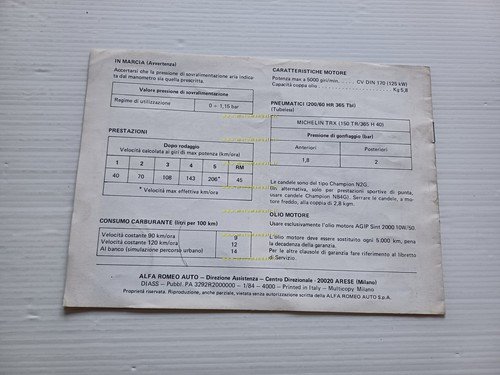 IN MARCIA (Avvertenza)
Accertarsi che la pressione di sovralimentazione aria indica-
ta dal manometro sia quella prescritta.
Valore pressione di sovralimentazione
Regime di utilizzazione 0 ÷ 1,15 bar
PRESTAZIONI
Dopo rodaggio
Velocità calcolata ai giri di max potenza (km/ora)
1 2 3 4 5 RM
40 70 108 143 206* 45
* Velocità max effettiva km/ora
CONSUMO CARBURANTE (litri per 100 km)
Velocità costante 90 km/ora 9
Velocità costante 120 km/ora 12
Al banco (simulazione percorso urbano) 14
CARATTERISTICHE MOTORE
Potenza max a 5000 giri/min. CV DIN 170 (125 kW)
Capacità coppa olio Kg 5,8
PNEUMATICI (200/60 HR 365 TSI)
(Tubeless)
MICHELIN TRX (150 TR/365 H 40)
Pressione di gonfiaggio (bar)
Anteriori Posteriori
1,8 2
Le candele sono del tipo Champion N2G.
(In alternativa, solo per prestazioni sportive di punta,
usare candele Champion N84G). Serrare le candele, a mo-
tore freddo, alla coppia di 2,8 kgm.
OLIO MOTORE
Usare esclusivamente l'olio motore AGIP Sint 2000 10W/50.
L'olio motore deve essere sostituito ogni 5.000 km, pena
la decadenza della garanzia.
Per le altre clausole di garanzia fare riferimento al libretto
di Servizio.
ALFA ROMEO AUTO – Direzione Assistenza – Centro Direzionale - 20020 ARESE (Milano)
DIASS - Pubbl. PA 3292R2000000 - 1/84 - 4000 - Printed in Italy - Multicopy Milano
Proprietà riservata. Riproduzione, anche parziale, vietata senza autorizzazione scritta della ALFA ROMEO AUTO S.p.A.